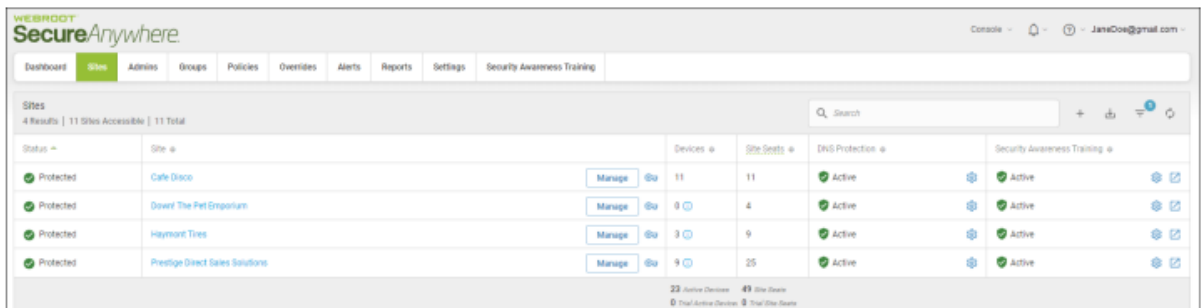 WEBROOT
SecureAnywhere.
Console JaneDoe@gmail.com
Dashboard Sites Admins Groups Policies Overrides Alerts Reports Settings Security Awareness Training
Sites
4 Results | 11 Sites Accessible | 11 Total
Search
5
Status Site Devices Site Seats DNS Protection Security Awareness Training
Protected Cafe Disco Manage 11 11 Active Active
Protected Down! The Pet Emporium Manage 0 4 Active Active
Protected Haymont Tires Manage 3 9 Active Active
Protected Prestige Direct Sales Solutions Manage 9 25 Active Active
23 Active Devices 49 Site Seats
0 Trial Active Devices 0 Trial Site Seats